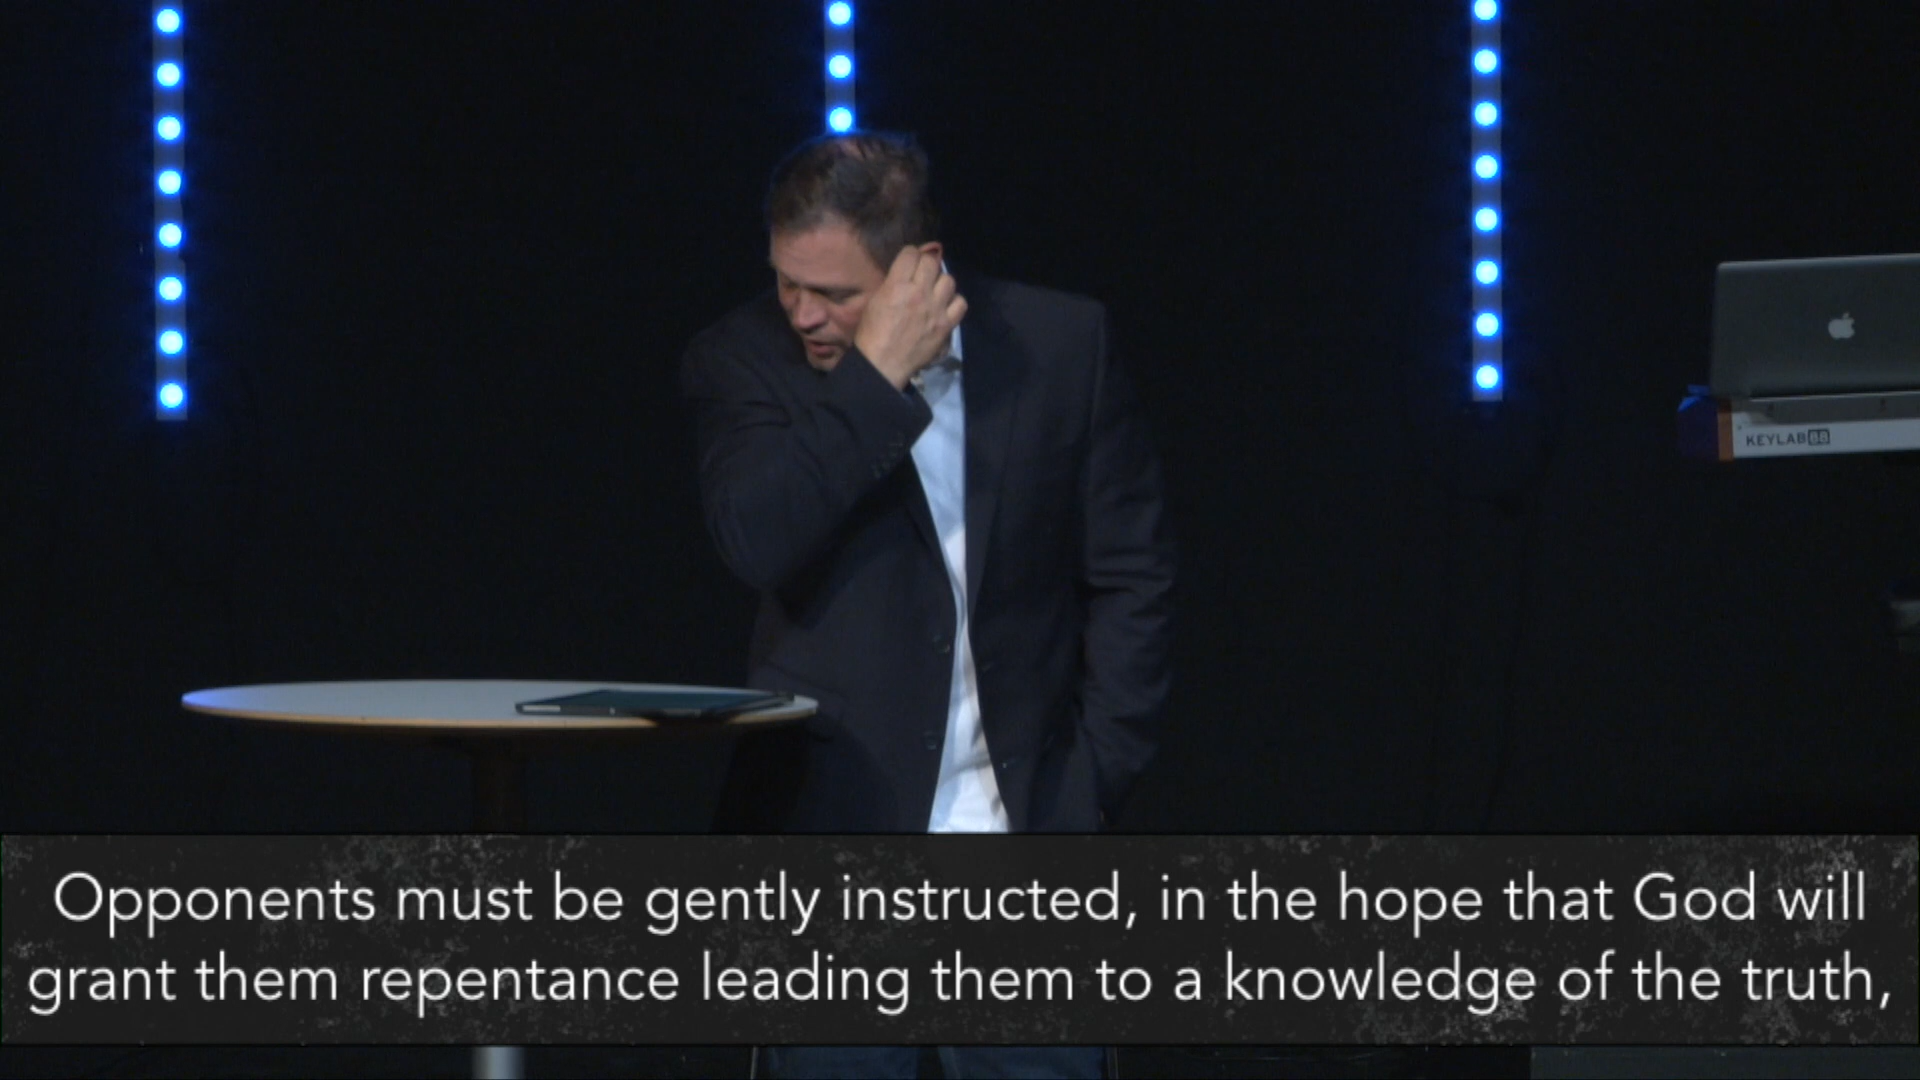 KEYLAB88
Opponents must be gently instructed, in the hope that God will
grant them repentance leading them to a knowledge of the truth,